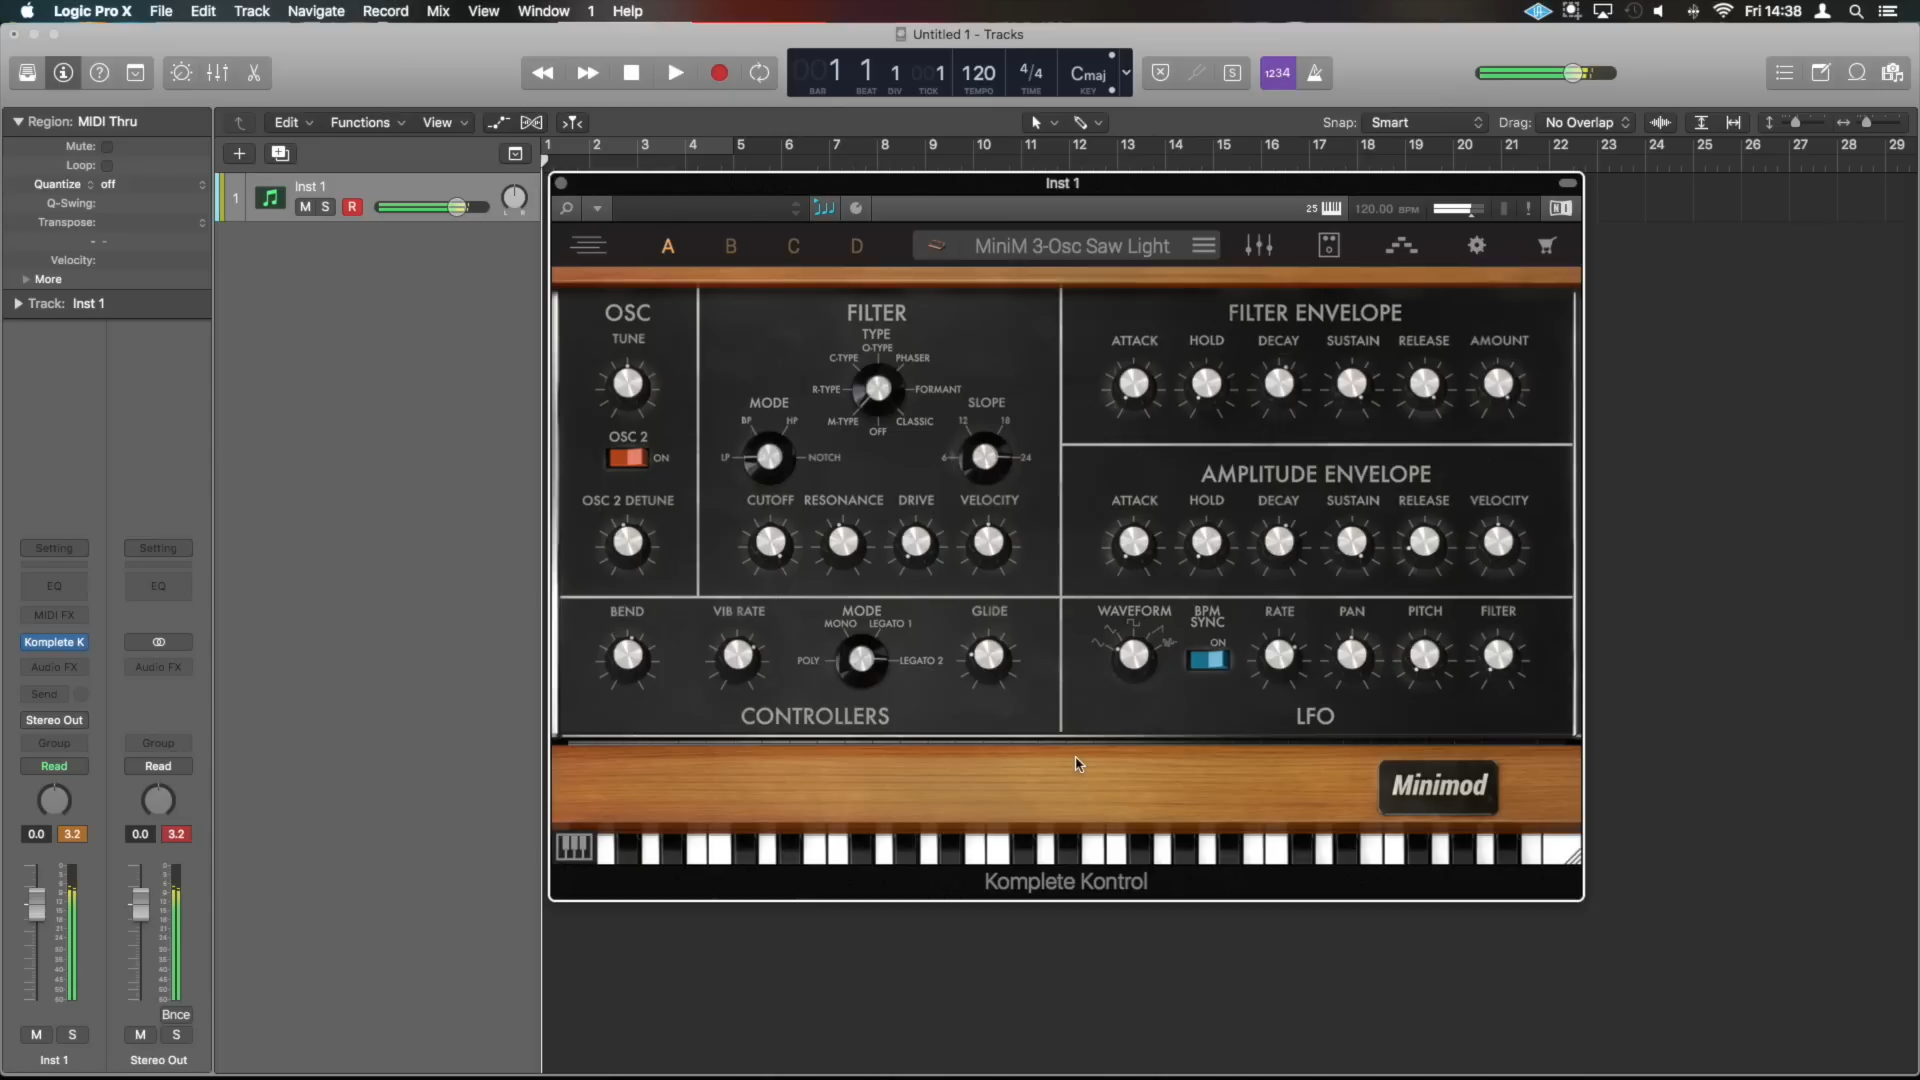 Logic Pro X File Edit Track Navigate Record Mix View Window 1 Help Fri 14:38
Untitled 1 - Tracks
001 1 1 001 120 4/4 Cmaj 1234
BAR BEAT DIV TICK TEMPO TIME KEY
Region: MIDI Thru
Mute:
Loop:
Quantize off
Q-Swing:
Transpose:
Velocity:
More
Track: Inst 1
Edit Functions View Snap: Smart Drag: No Overlap
1 2 3 4 5 6 7 8 9 10 11 12 13 14 15 16 17 18 19 20 21 22 23 24 25 26 27 28 29
1 Inst 1
M S R L R
Inst 1
25 120.00 BPM ! NI
A B C D MiniM 3-Osc Saw Light
OSC
TUNE
OSC 2
ON
OSC 2 DETUNE
FILTER
TYPE
O-TYPE
C-TYPE PHASER
R-TYPE FORMANT
M-TYPE CLASSIC
OFF
MODE
BP HP
LP NOTCH
SLOPE
12 18
6 24
CUTOFF RESONANCE DRIVE VELOCITY
FILTER ENVELOPE
ATTACK HOLD DECAY SUSTAIN RELEASE AMOUNT
AMPLITUDE ENVELOPE
ATTACK HOLD DECAY SUSTAIN RELEASE VELOCITY
BEND VIB RATE MODE GLIDE
MONO LEGATO 1
POLY LEGATO 2
CONTROLLERS
WAVEFORM BPM SYNC RATE PAN PITCH FILTER
ON
LFO
Minimod
Komplete Kontrol
Setting Setting
EQ EQ
MIDI FX
Komplete K
Audio FX Audio FX
Send
Stereo Out
Group Group
Read Read
0.0 3.2 0.0 3.2
Bnce
M S M S
Inst 1 Stereo Out